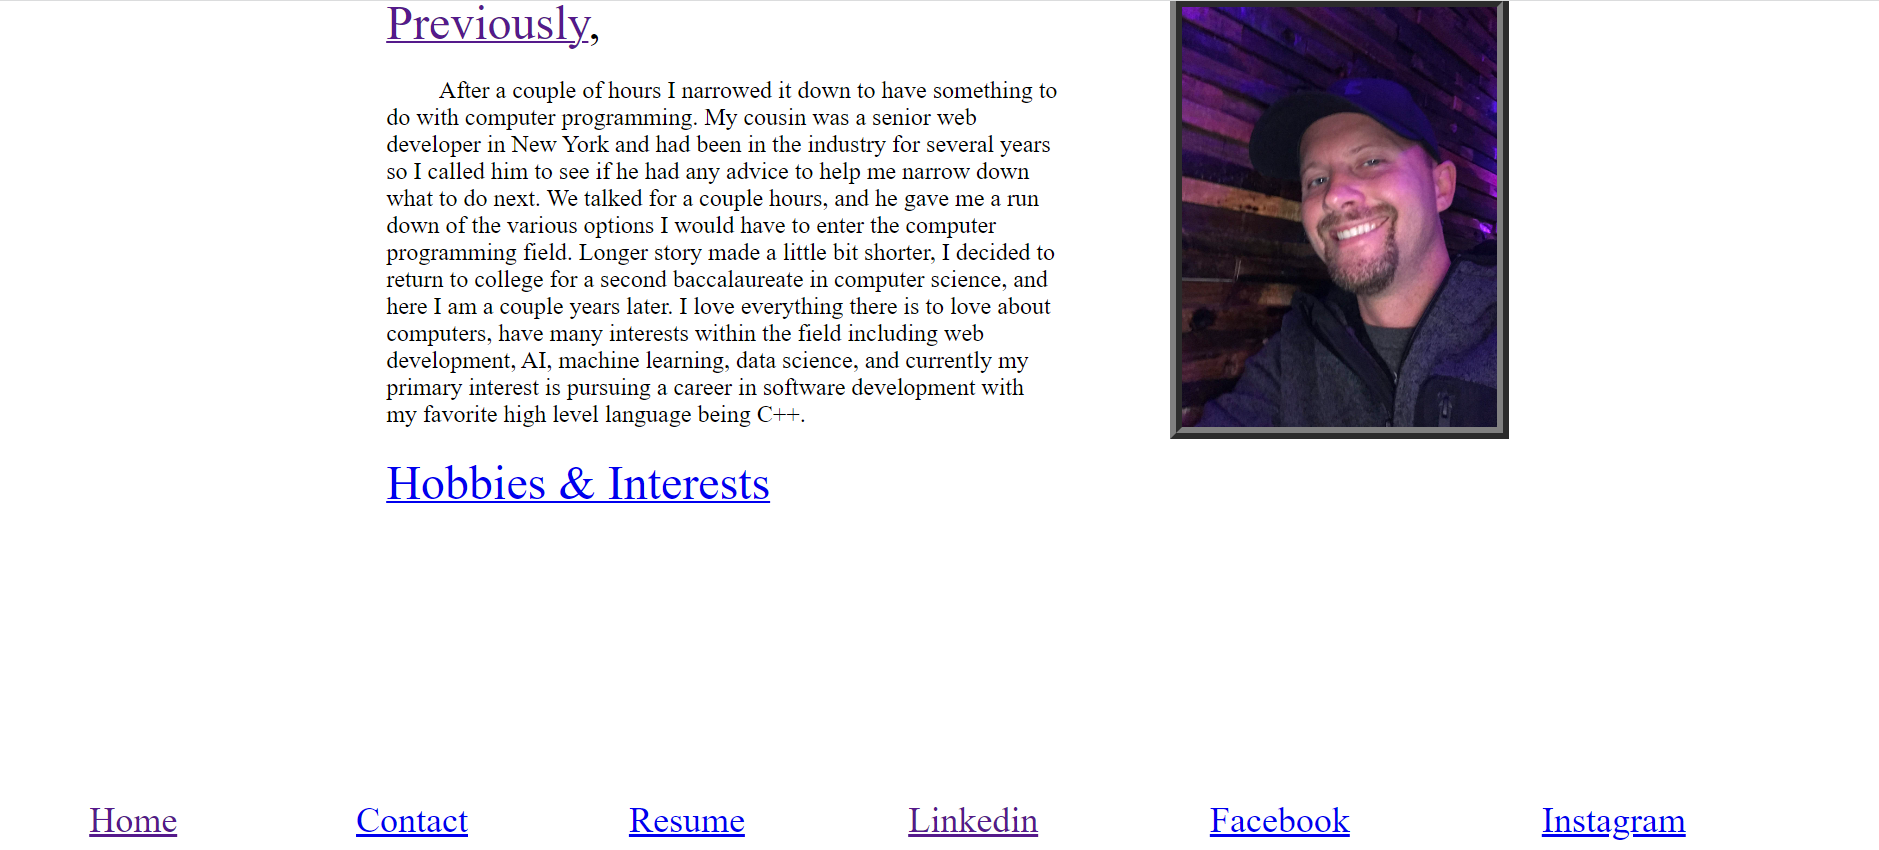 Previously,
After a couple of hours I narrowed it down to have something to
do with computer programming. My cousin was a senior web
developer in New York and had been in the industry for several years
so I called him to see if he had any advice to help me narrow down
what to do next. We talked for a couple hours, and he gave me a run
down of the various options I would have to enter the computer
programming field. Longer story made a little bit shorter, I decided to
return to college for a second baccalaureate in computer science, and
here I am a couple years later. I love everything there is to love about
computers, have many interests within the field including web
development, AI, machine learning, data science, and currently my
primary interest is pursuing a career in software development with
my favorite high level language being C++.
Hobbies & Interests
Home Contact Resume Linkedin Facebook Instagram